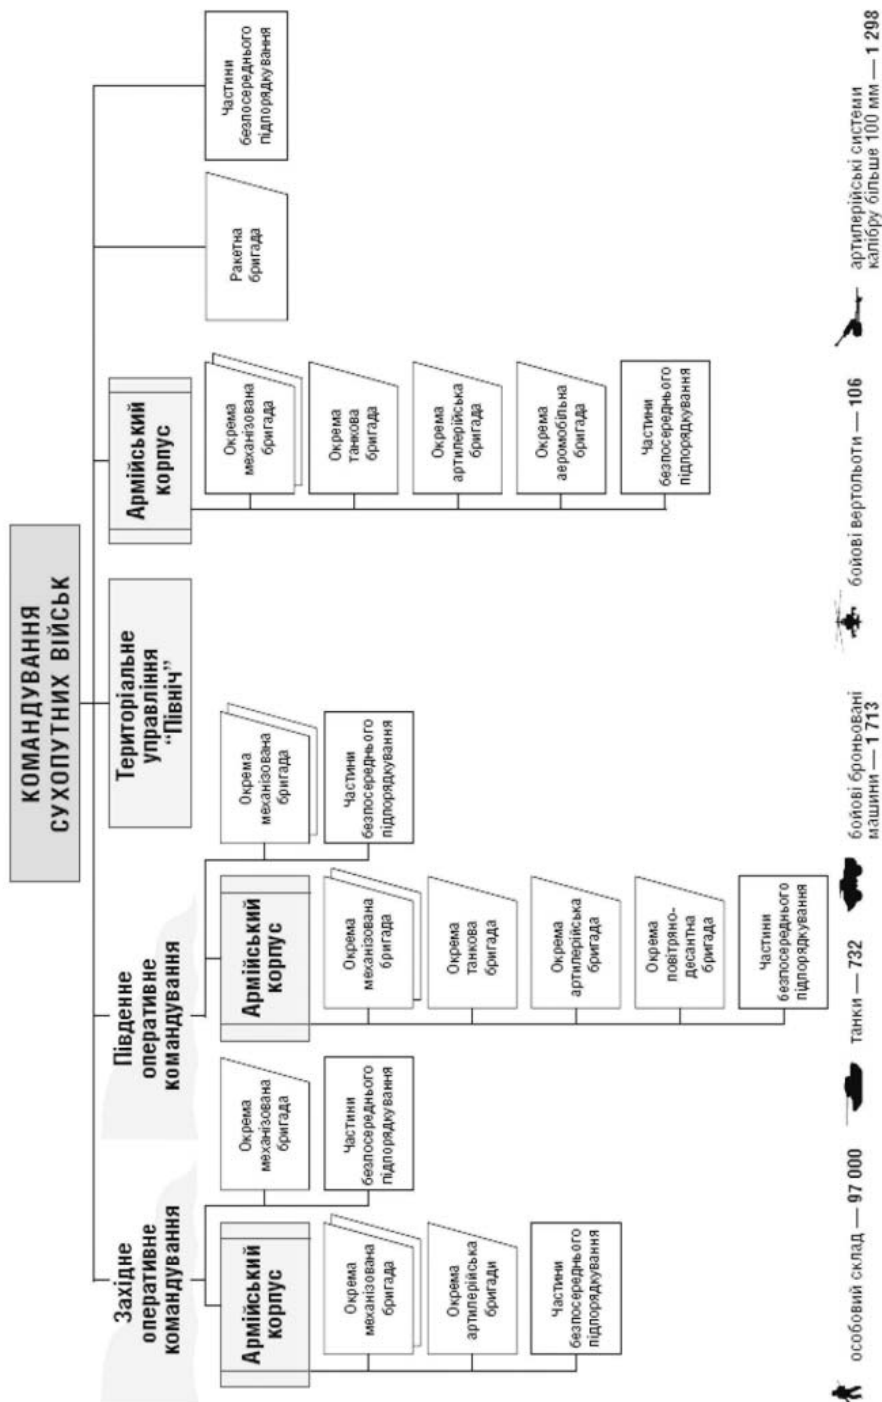 КОМАНДУВАННЯ
СУХОПУТНИХ ВІЙСЬК
Західне
оперативне
командування
Армійський
корпус
Окрема
механізована
бригада
Окрема
артилерійська
бригади
Частини
безпосереднього
підпорядкування
Окрема
механізована
бригада
Частини
безпосереднього
підпорядкування
Південне
оперативне
командування
Армійський
корпус
Окрема
механізована
бригада
Окрема
танкова
бригада
Окрема
артилерійська
бригада
Окрема
повітряно-
десантна
бригада
Частини
безпосереднього
підпорядкування
Окрема
механізована
бригада
Частини
безпосереднього
підпорядкування
Територіальне
управління
“Північ”
Армійський
корпус
Окрема
механізована
бригада
Окрема
танкова
бригада
Окрема
артилерійська
бригада
Окрема
аеромобільна
бригада
Частини
безпосереднього
підпорядкування
Ракетна
бригада
Частини
безпосереднього
підпорядкування
особовий склад — 97 000
танки — 732
бойові броньовані
машини — 1 713
бойові вертольоти — 106
артилерійські системи
калібру більше 100 мм — 1 298